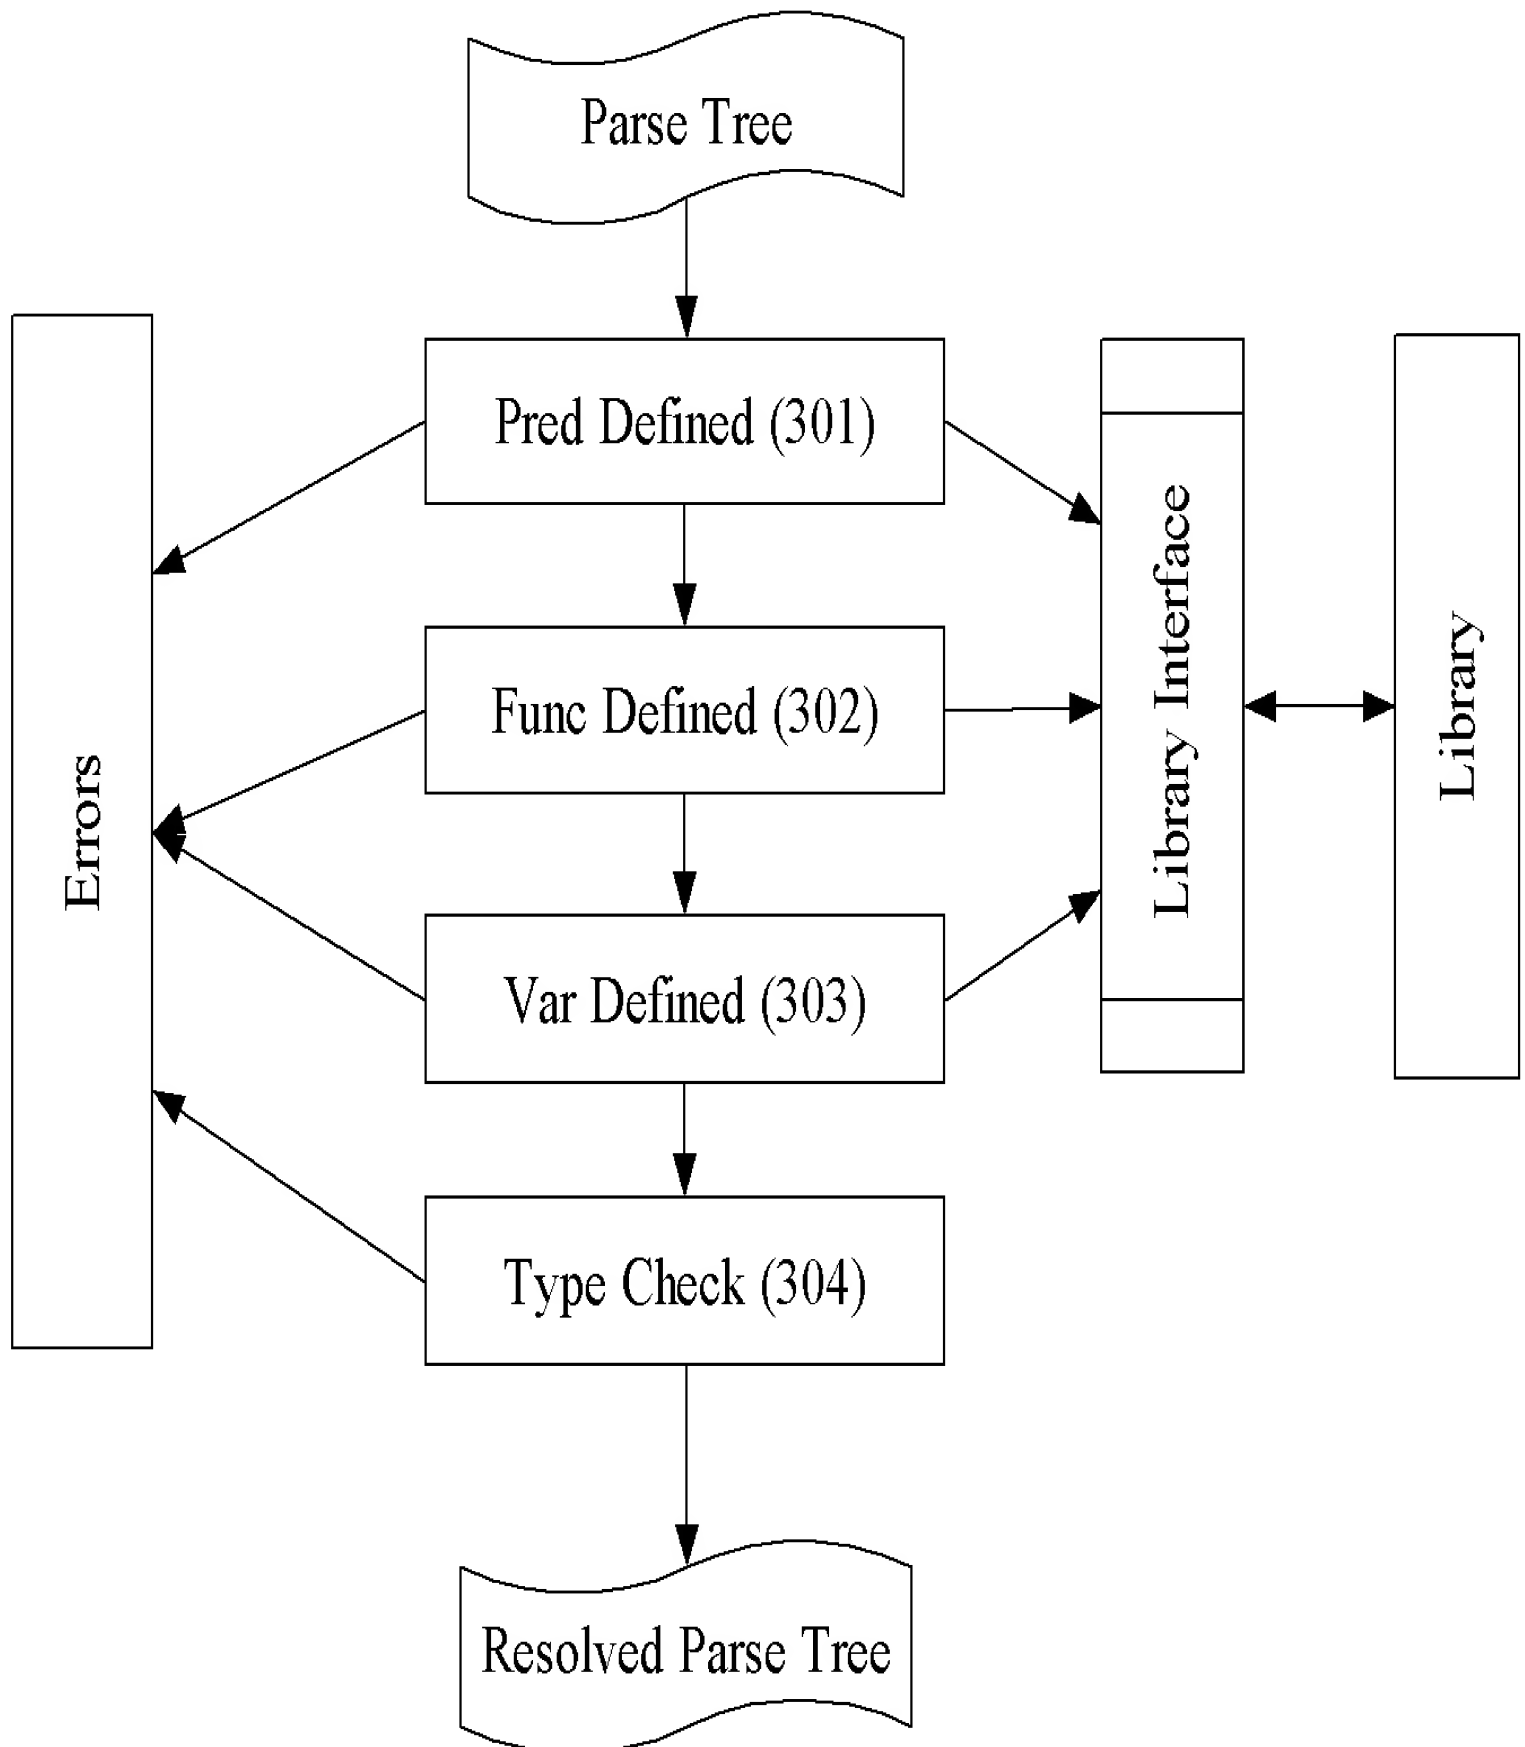 Parse Tree
Pred Defined (301)
Func Defined (302)
Var Defined (303)
Type Check (304)
Resolved Parse Tree
Errors
Library Interface
Library